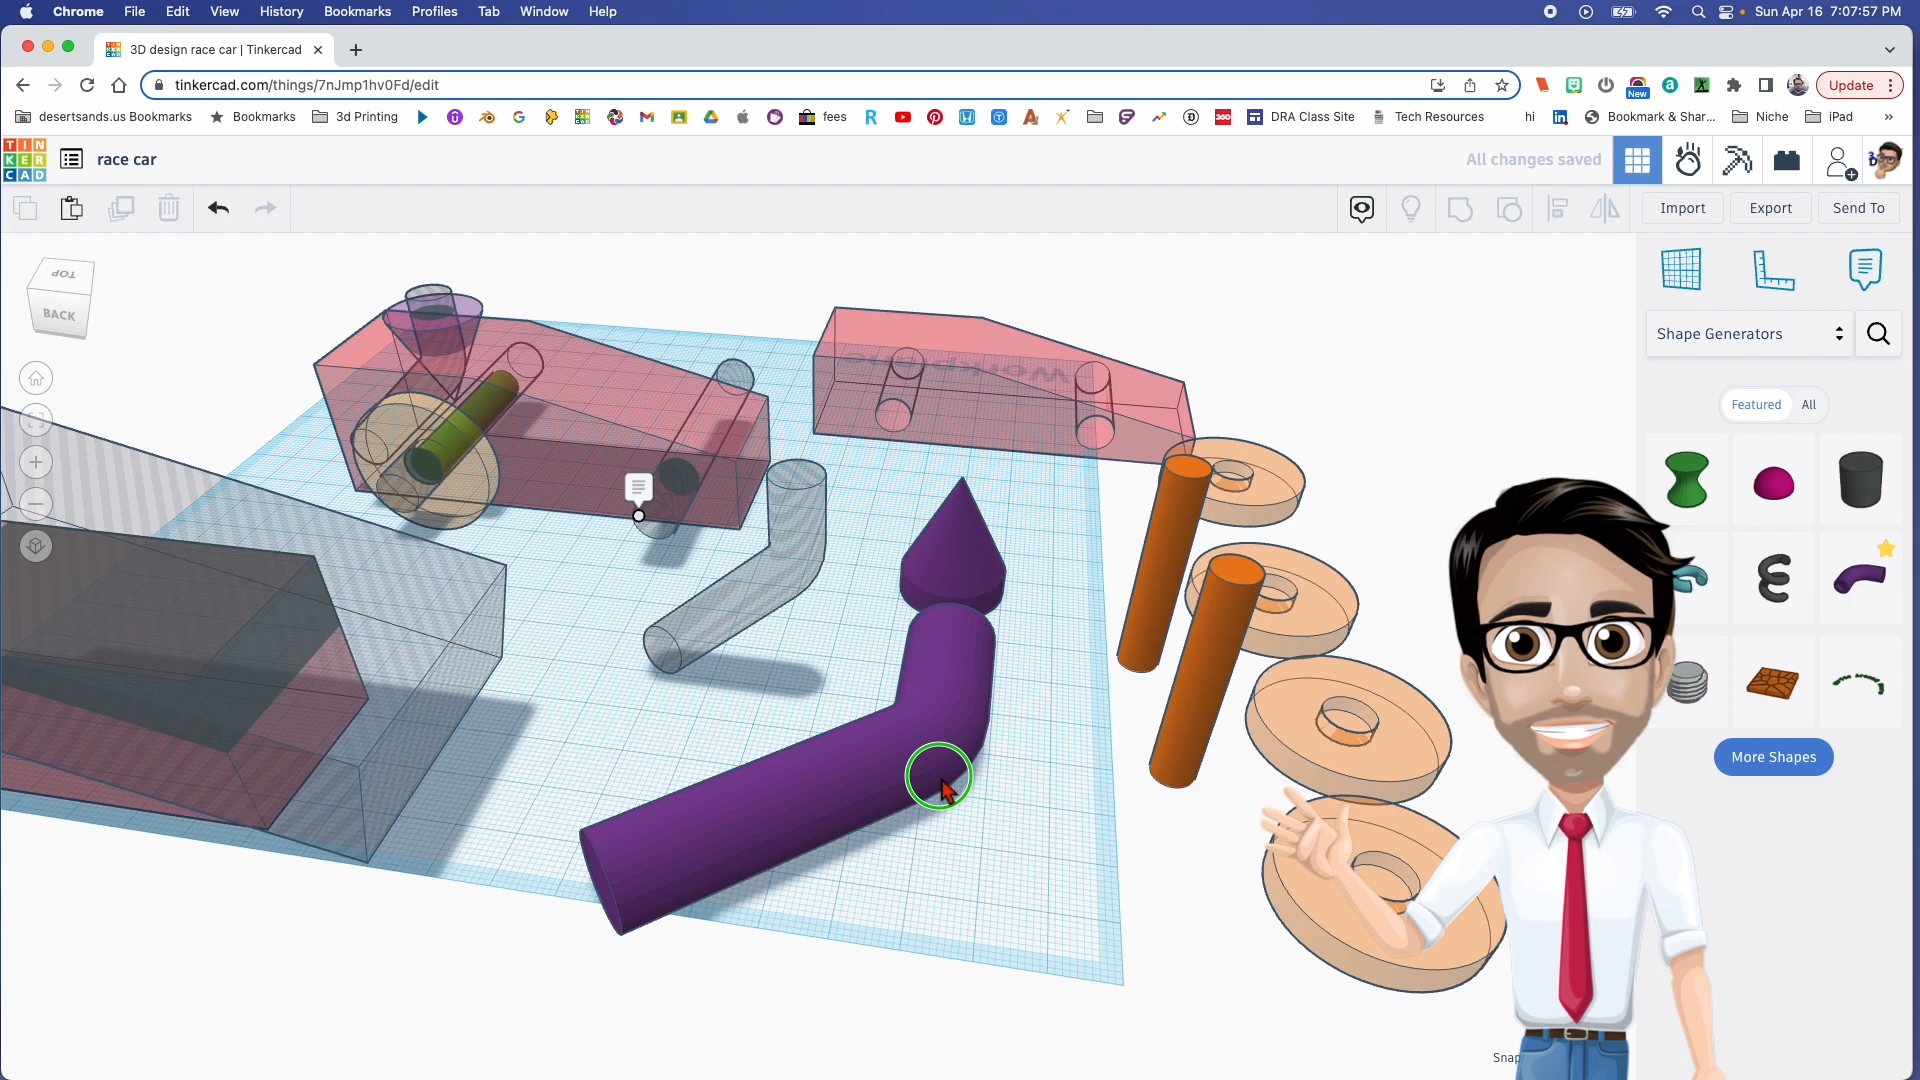 Chrome File Edit View History Bookmarks Profiles Tab Window Help Sun Apr 16 7:07:57 PM
3D design race car | Tinkercad
tinkercad.com/things/7nJmp1hv0Fd/edit
New
Update
desertsands.us Bookmarks Bookmarks 3d Printing fees DRA Class Site Tech Resources hi Bookmark & Shar... Niche iPad »
TIN
KER
CAD
race car
All changes saved
Import Export Send To
TOP
BACK
Workplane
Shape Generators
Featured All
More Shapes
Snap